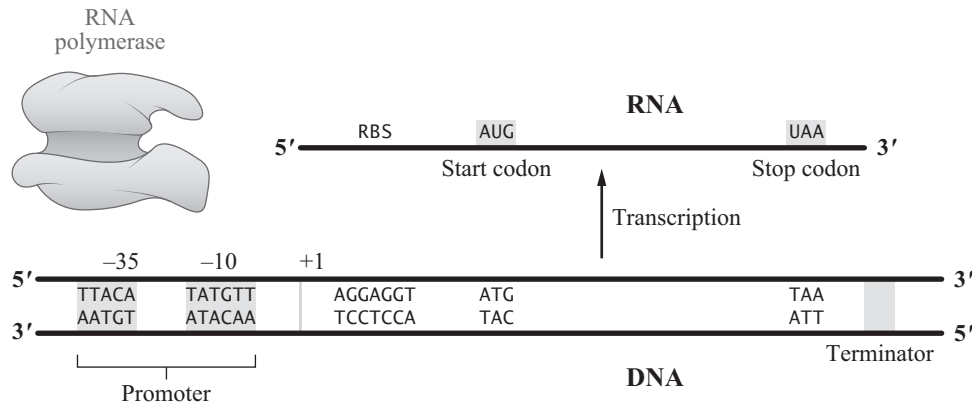 RNA
polymerase
RNA
RBS AUG UAA
5′ 3′
Start codon Stop codon
Transcription
–35 –10 +1
5′ 3′
TTACA TATGTT AGGAGGT ATG TAA
AATGT ATACAA TCCTCCA TAC ATT
3′ 5′
Terminator
Promoter DNA